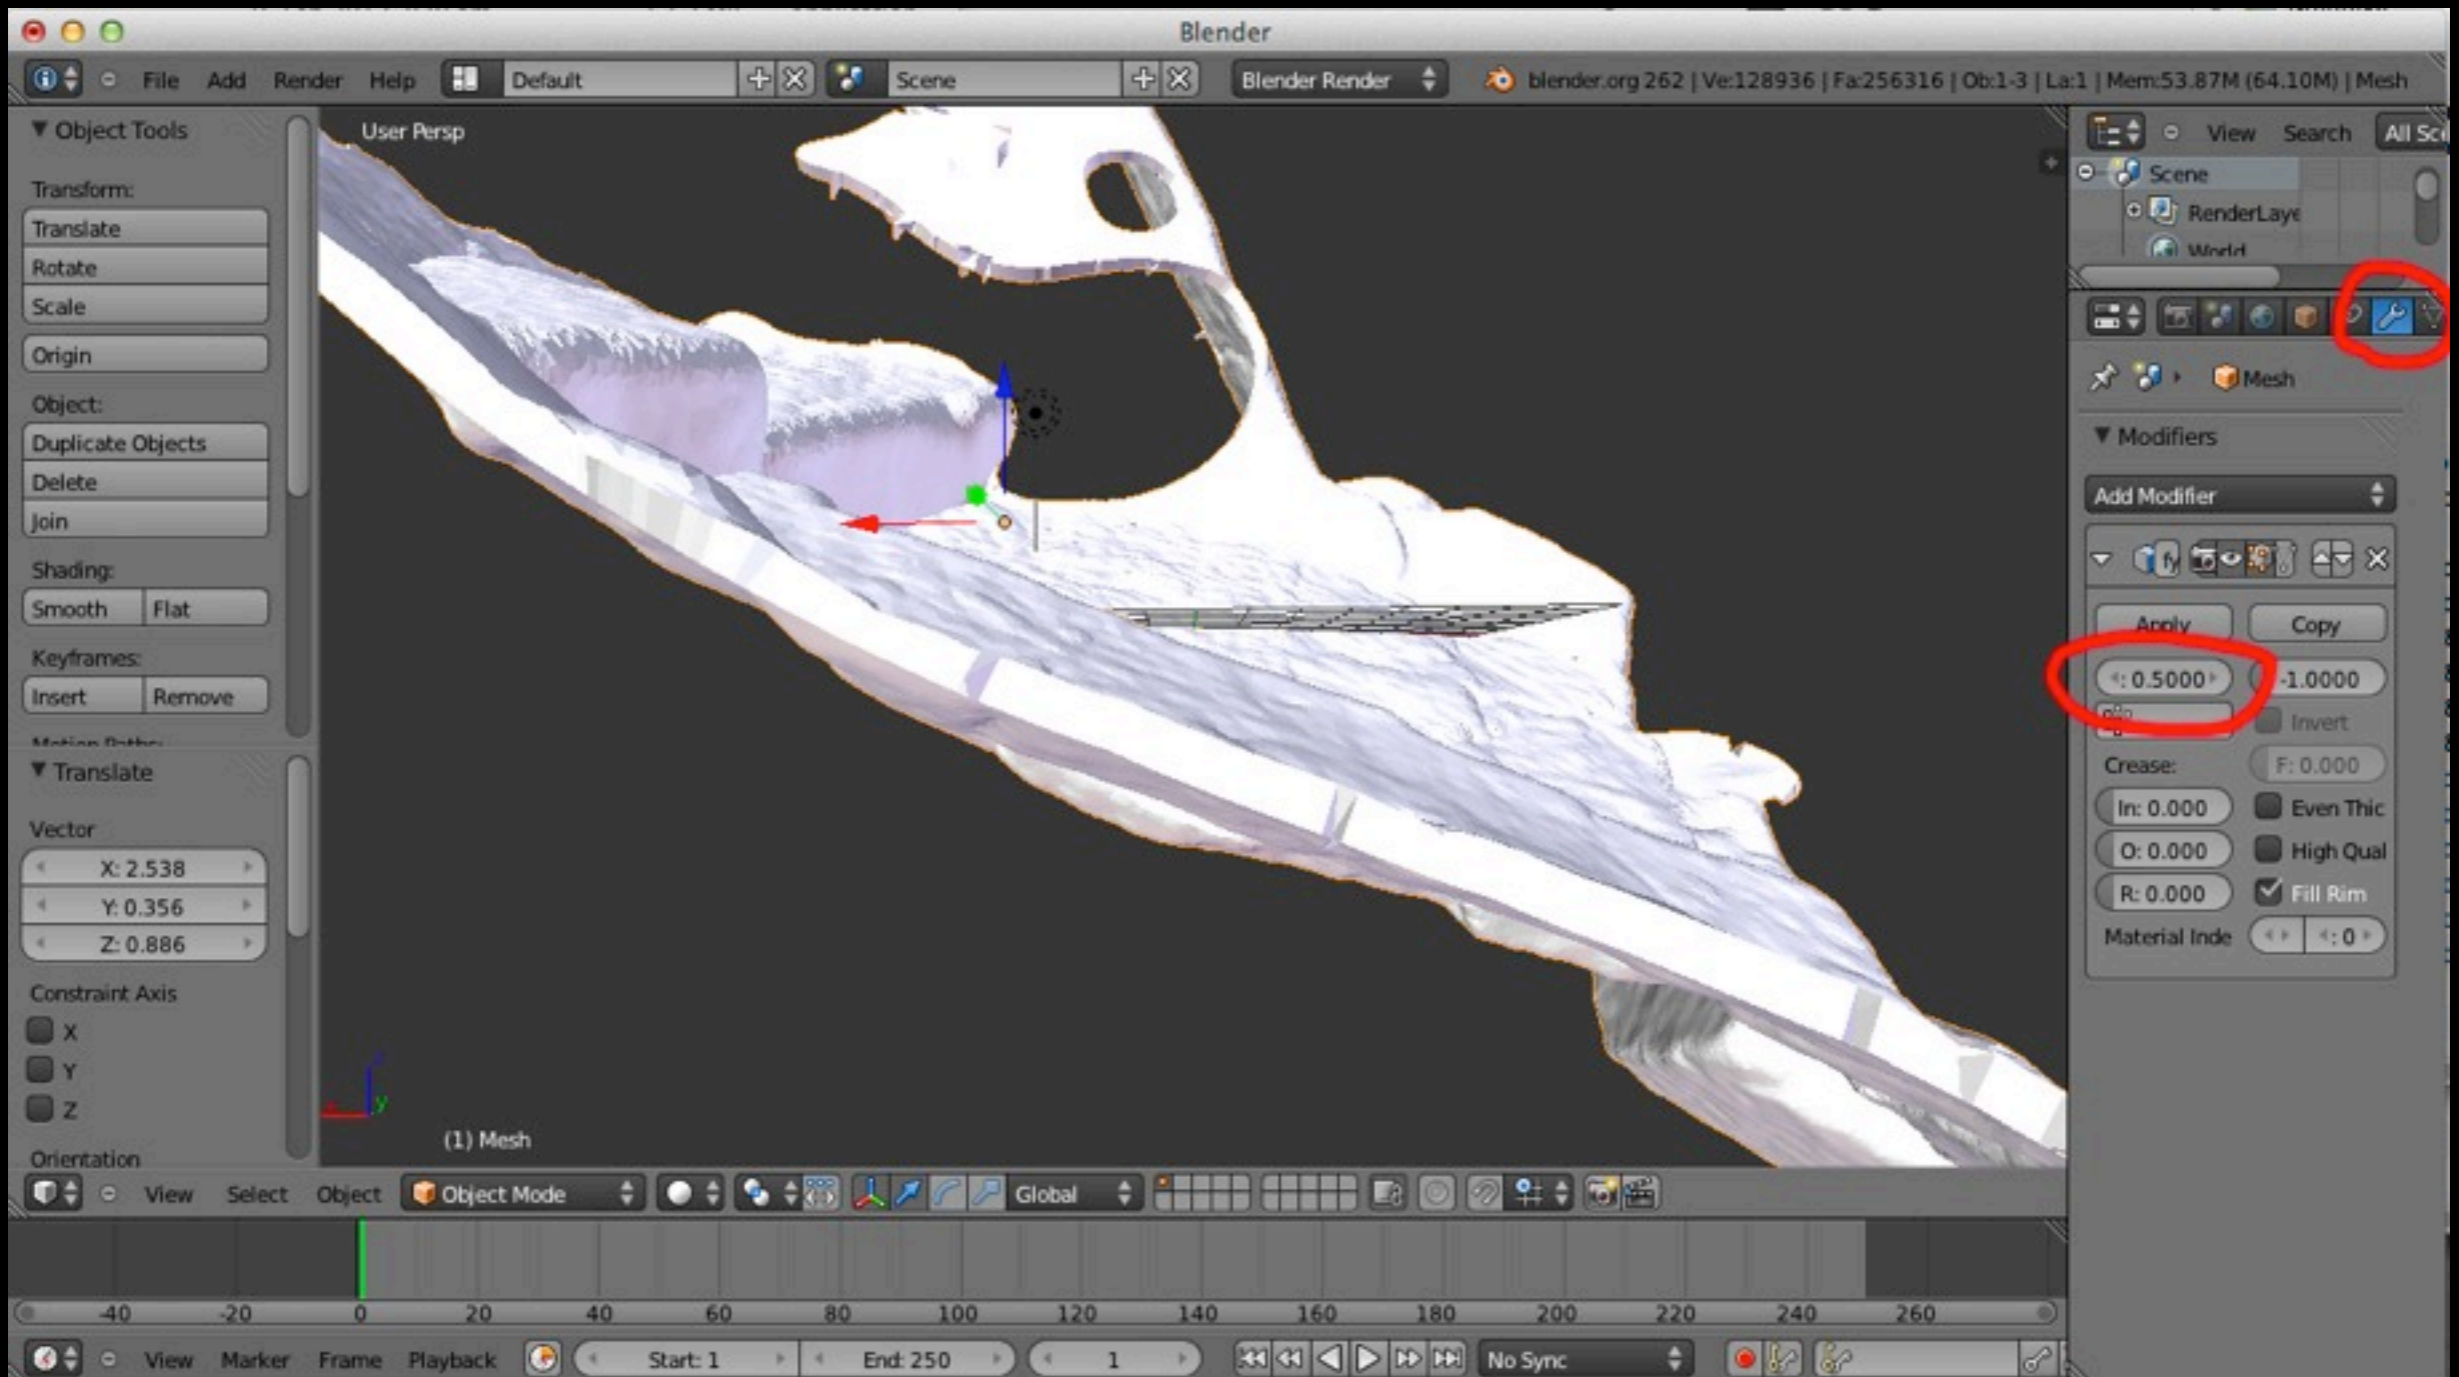 Blender
File Add Render Help Default Scene Blender Render blender.org 262 | Ve:128936 | Fa:256316 | Ob:1-3 | La:1 | Mem:53.87M (64.10M) | Mesh
Object Tools
Transform:
Translate
Rotate
Scale
Origin
Object:
Duplicate Objects
Delete
Join
Shading:
Smooth Flat
Keyframes:
Insert Remove
Motion Paths:
Translate
Vector
X: 2.538
Y: 0.356
Z: 0.886
Constraint Axis
X
Y
Z
Orientation
User Persp
(1) Mesh
z
y
View Search All Sce
Scene
RenderLaye
World
Mesh
Modifiers
Add Modifier
fy
Apply Copy
: 0.5000 -1.0000
Invert
Crease: F: 0.000
In: 0.000 Even Thic
O: 0.000 High Qual
R: 0.000 Fill Rim
Material Inde : 0
View Select Object Object Mode Global
-40 -20 0 20 40 60 80 100 120 140 160 180 200 220 240 260
View Marker Frame Playback Start: 1 End: 250 1 No Sync